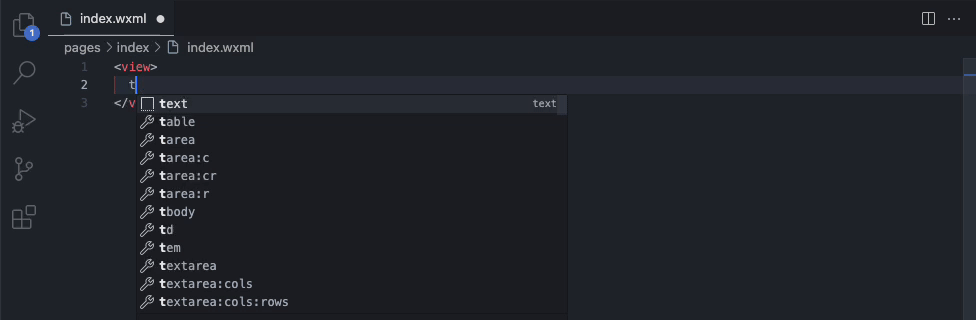 index.wxml
1
pages > index > index.wxml
1 <view>
2 t
3 </v
text text
table
tarea
tarea:c
tarea:cr
tarea:r
tbody
td
tem
textarea
textarea:cols
textarea:cols:rows